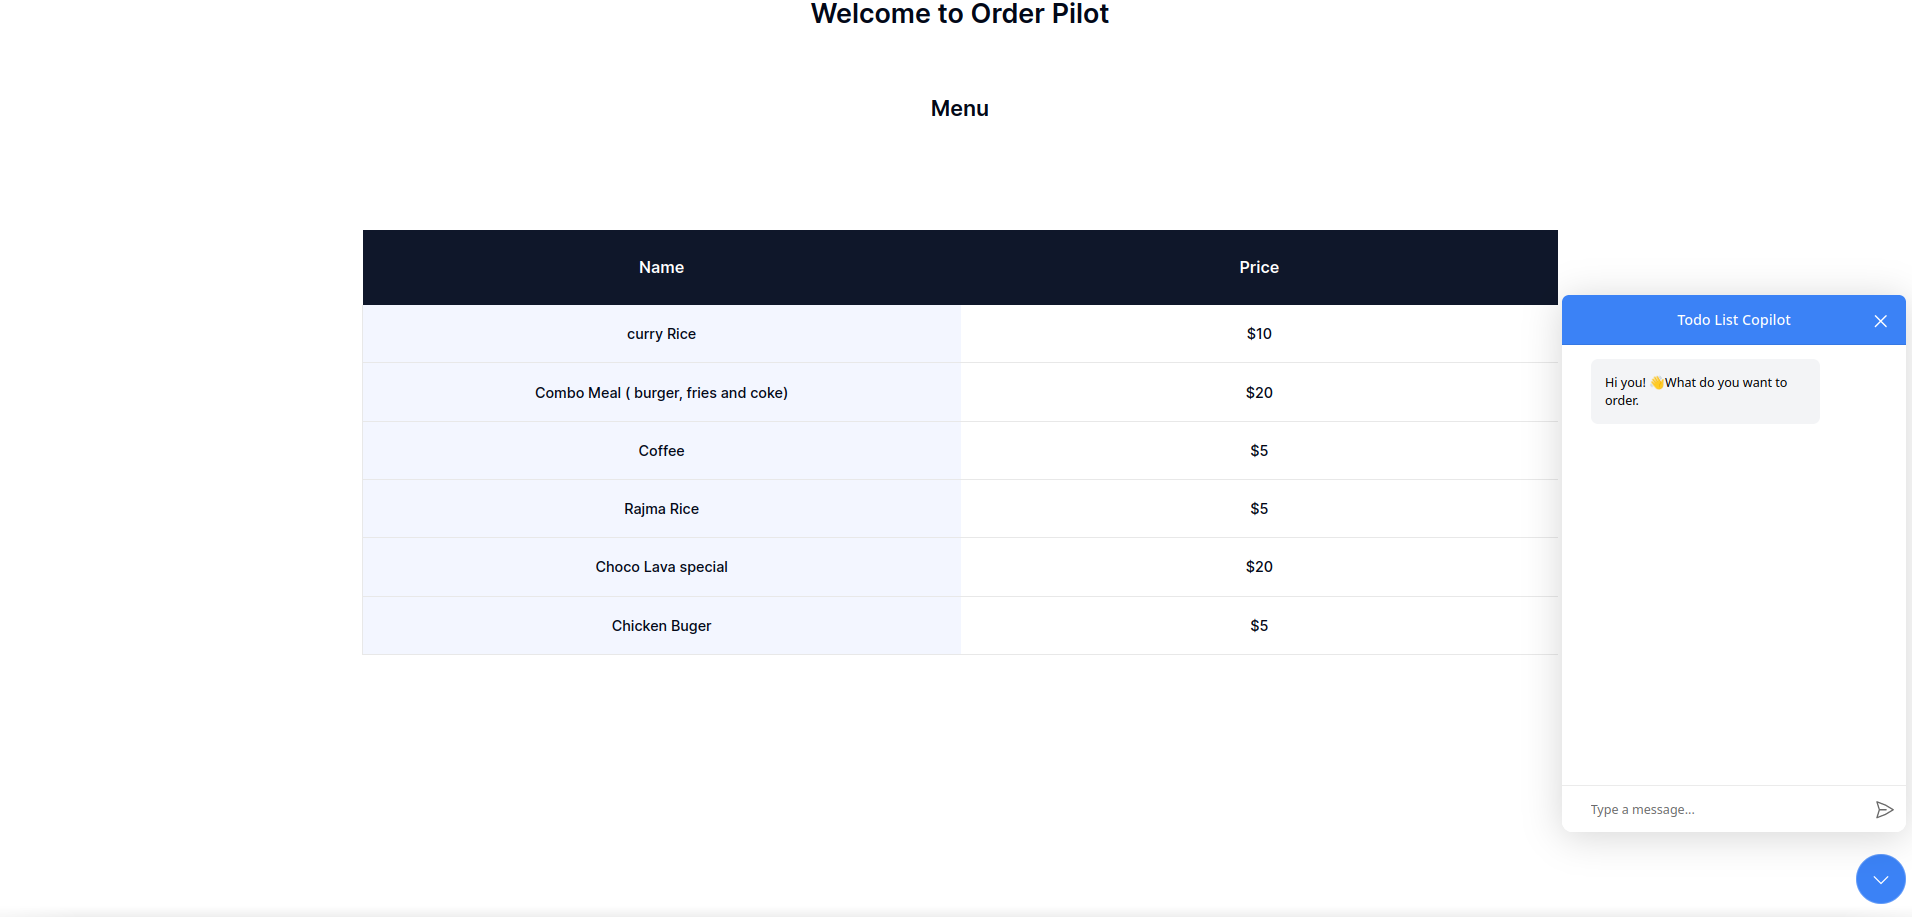 Welcome to Order Pilot
Menu
Name Price
curry Rice $10
Combo Meal ( burger, fries and coke) $20
Coffee $5
Rajma Rice $5
Choco Lava special $20
Chicken Buger $5
Todo List Copilot
Hi you! 👋What do you want to
order.
Type a message...